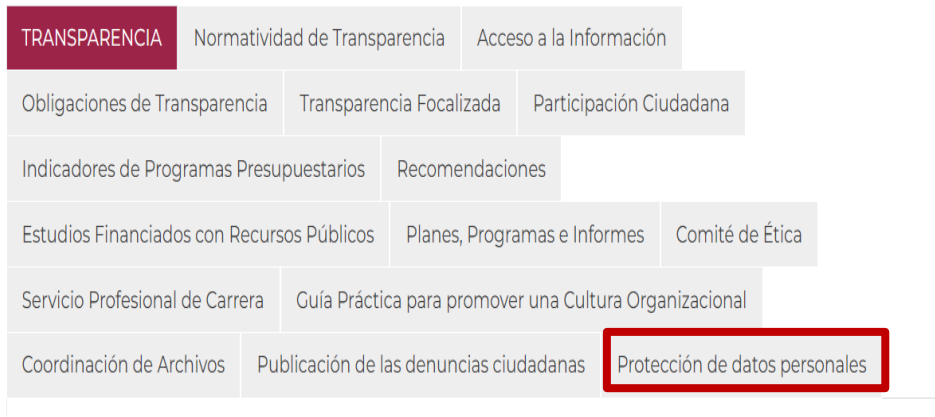 TRANSPARENCIA Normatividad de Transparencia Acceso a la Información
Obligaciones de Transparencia Transparencia Focalizada Participación Ciudadana
Indicadores de Programas Presupuestarios Recomendaciones
Estudios Financiados con Recursos Públicos Planes, Programas e Informes Comité de Ética
Servicio Profesional de Carrera Guía Práctica para promover una Cultura Organizacional
Coordinación de Archivos Publicación de las denuncias ciudadanas Protección de datos personales